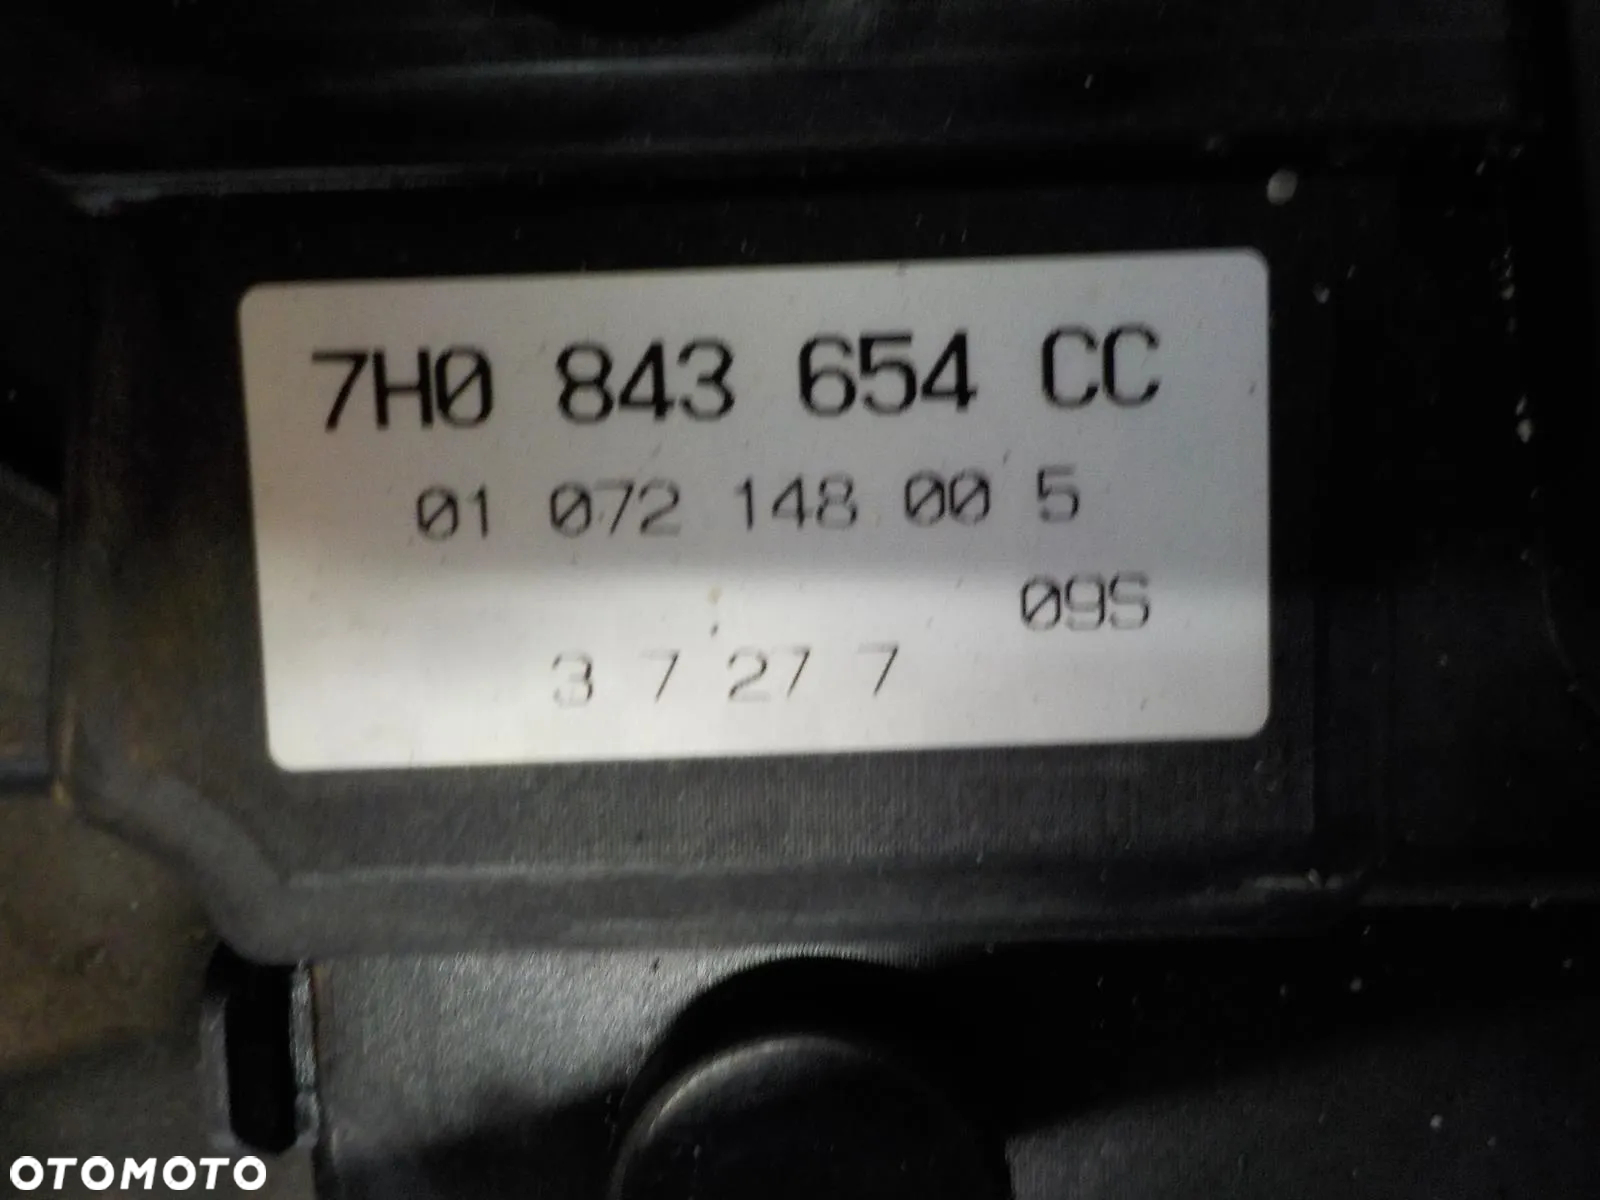 7H0 843 654 CC
01 072 148 00 5
09S
3 7 27 7
OTOMOTO